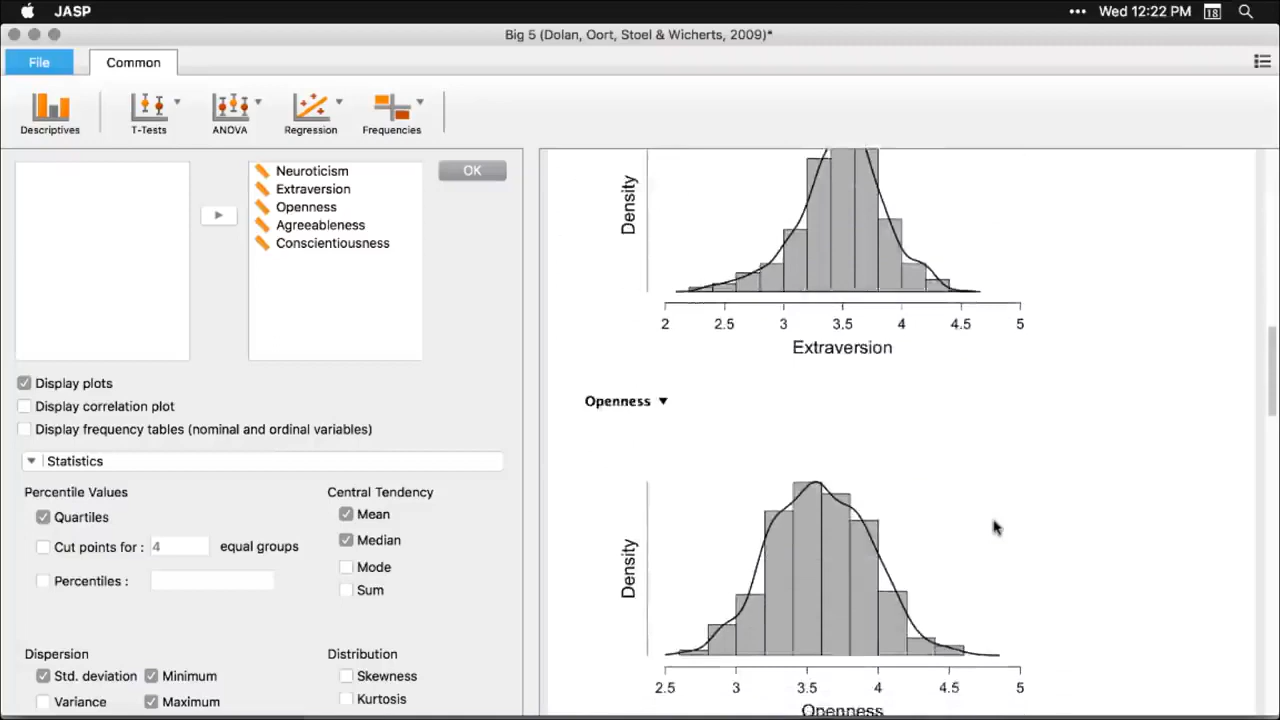 JASP
Wed 12:22 PM
18
Big 5 (Dolan, Oort, Stoel & Wicherts, 2009)*
File
Common
Descriptives
T-Tests
ANOVA
Regression
Frequencies
Neuroticism
Extraversion
Openness
Agreeableness
Conscientiousness
OK
Display plots
Display correlation plot
Display frequency tables (nominal and ordinal variables)
Statistics
Percentile Values
Quartiles
Cut points for : 4 equal groups
Percentiles :
Central Tendency
Mean
Median
Mode
Sum
Dispersion
Std. deviation
Minimum
Variance
Maximum
Distribution
Skewness
Kurtosis
Density
2 2.5 3 3.5 4 4.5 5
Extraversion
Openness
Density
2.5 3 3.5 4 4.5 5
Openness